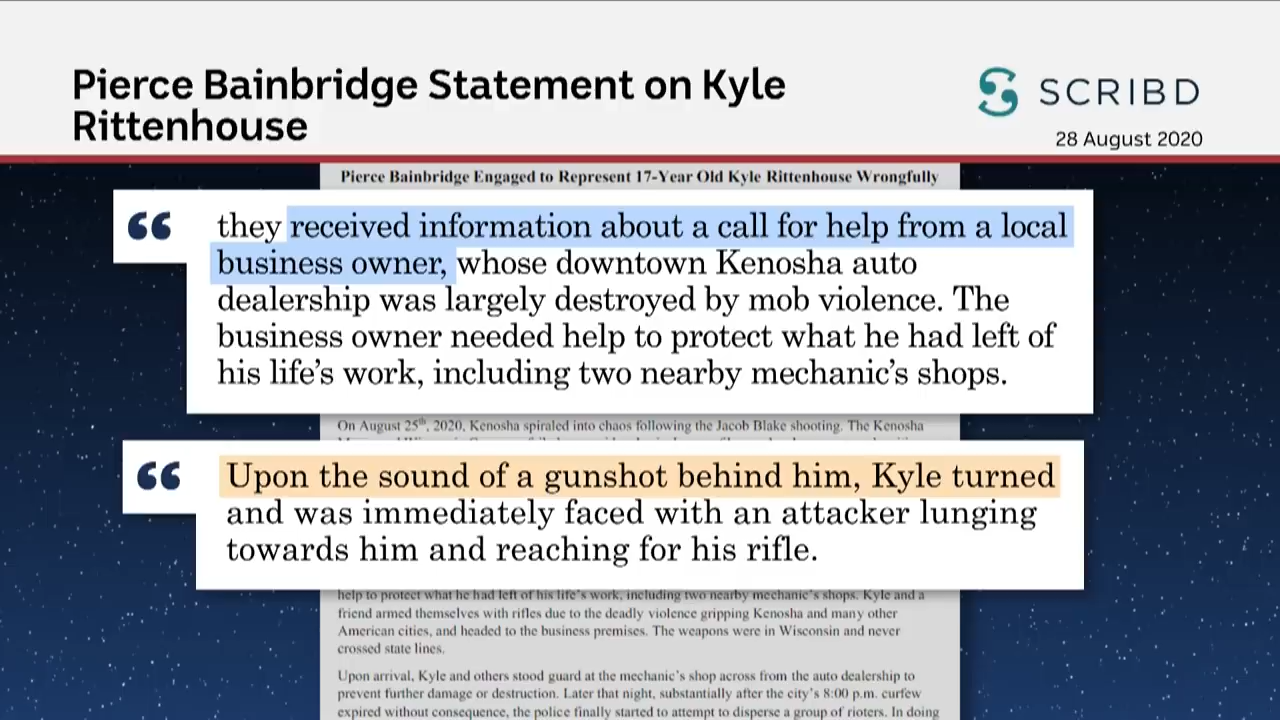 Pierce Bainbridge Statement on Kyle
Rittenhouse
SCRIBD
28 August 2020
Pierce Bainbridge Engaged to Represent 17-Year Old Kyle Rittenhouse Wrongfully
“
they received information about a call for help from a local
business owner, whose downtown Kenosha auto
dealership was largely destroyed by mob violence. The
business owner needed help to protect what he had left of
his life’s work, including two nearby mechanic’s shops.
On August 25th, 2020, Kenosha spiraled into chaos following the Jacob Blake shooting. The Kenosha
“
Upon the sound of a gunshot behind him, Kyle turned
and was immediately faced with an attacker lunging
towards him and reaching for his rifle.
help to protect what he had left of his life’s work, including two nearby mechanic’s shops. Kyle and a
friend armed themselves with rifles due to the deadly violence gripping Kenosha and many other
American cities, and headed to the business premises. The weapons were in Wisconsin and never
crossed state lines.
Upon arrival, Kyle and others stood guard at the mechanic’s shop across from the auto dealership to
prevent further damage or destruction. Later that night, substantially after the city’s 8:00 p.m. curfew
expired without consequence, the police finally started to attempt to disperse a group of rioters. In doing